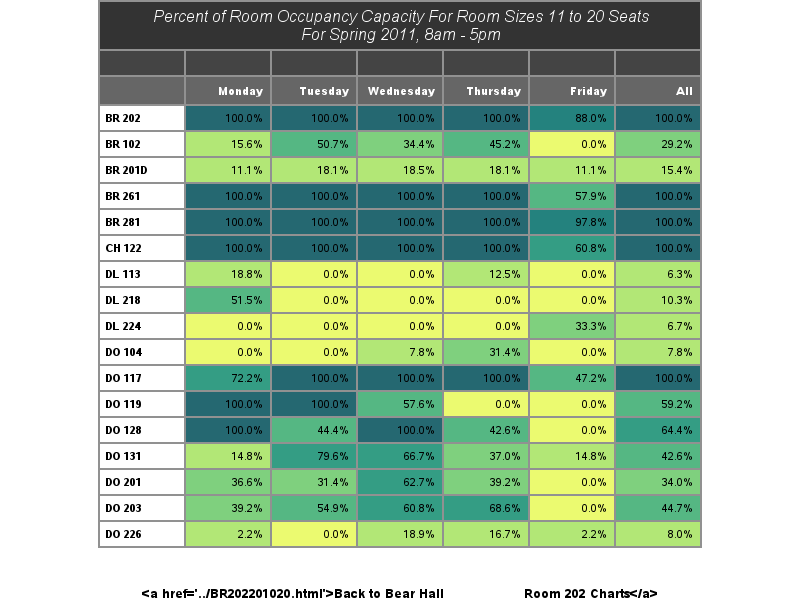 Percent of Room Occupancy Capacity For Room Sizes 11 to 20 Seats
For Spring 2011, 8am - 5pm
Monday Tuesday Wednesday Thursday Friday All
BR 202 100.0% 100.0% 100.0% 100.0% 88.0% 100.0%
BR 102 15.6% 50.7% 34.4% 45.2% 0.0% 29.2%
BR 201D 11.1% 18.1% 18.5% 18.1% 11.1% 15.4%
BR 261 100.0% 100.0% 100.0% 100.0% 57.9% 100.0%
BR 281 100.0% 100.0% 100.0% 100.0% 97.8% 100.0%
CH 122 100.0% 100.0% 100.0% 100.0% 60.8% 100.0%
DL 113 18.8% 0.0% 0.0% 12.5% 0.0% 6.3%
DL 218 51.5% 0.0% 0.0% 0.0% 0.0% 10.3%
DL 224 0.0% 0.0% 0.0% 0.0% 33.3% 6.7%
DO 104 0.0% 0.0% 7.8% 31.4% 0.0% 7.8%
DO 117 72.2% 100.0% 100.0% 100.0% 47.2% 100.0%
DO 119 100.0% 100.0% 57.6% 0.0% 0.0% 59.2%
DO 128 100.0% 44.4% 100.0% 42.6% 0.0% 64.4%
DO 131 14.8% 79.6% 66.7% 37.0% 14.8% 42.6%
DO 201 36.6% 31.4% 62.7% 39.2% 0.0% 34.0%
DO 203 39.2% 54.9% 60.8% 68.6% 0.0% 44.7%
DO 226 2.2% 0.0% 18.9% 16.7% 2.2% 8.0%
<a href='../BR202201020.html'>Back to Bear Hall Room 202 Charts</a>